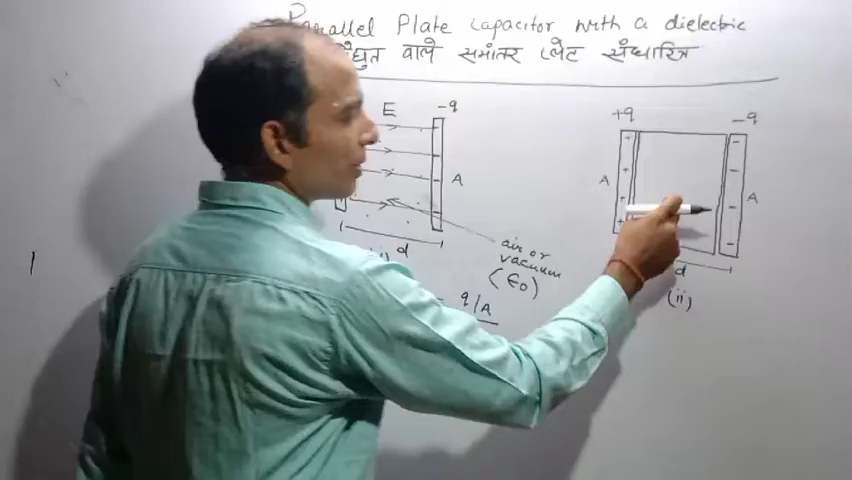 Parallel Plate Capacitor with a dielectric
वाले समांतर प्लेट संधारित्र
E -q
A
d
air or
vacuum
(ε₀)
q/A
+q -q
+ -
A A
d
(ii)